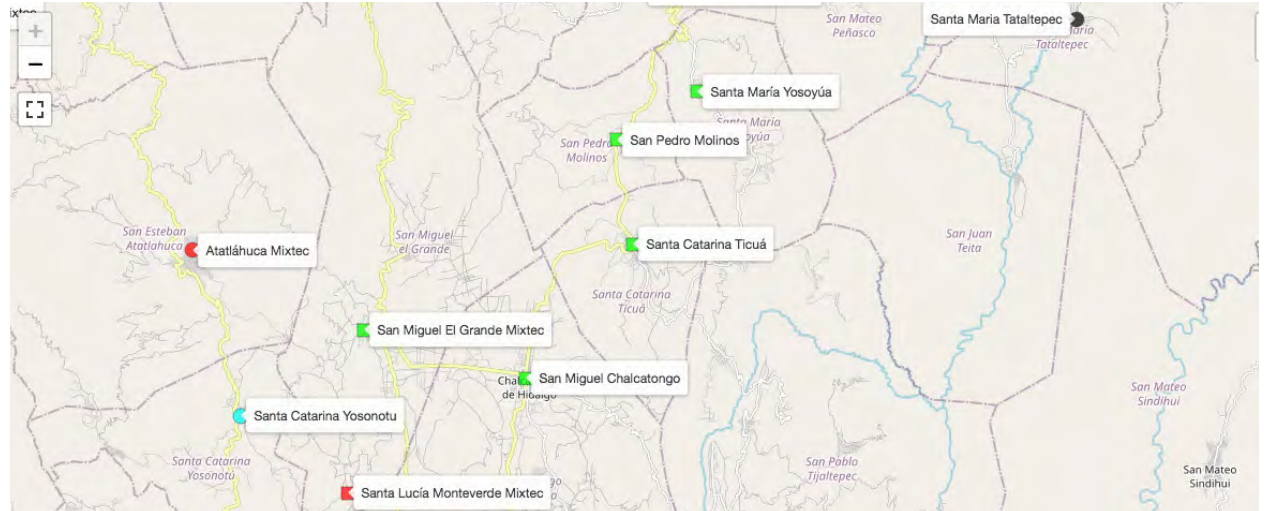 Santa Maria Tataltepec
San Mateo
Peñasco
Tataltepec
+
−
Santa María Yosoyúa
Santa Maria
San Pedro Molinos
Molinos
San Esteban
Atatlahuca
Atatláhuca Mixtec
San Miguel
el Grande
Santa Catarina Ticuá
San Juan
Teita
Santa Catarina
Ticuá
San Miguel El Grande Mixtec
San Miguel Chalcatongo
de Hidalgo
San Mateo
Sindihui
Santa Catarina Yosonotu
Santa Catarina
Yosonotú
San Pablo
Tijaltepec
San Mateo
Sindihui
Santa Lucía Monteverde Mixtec